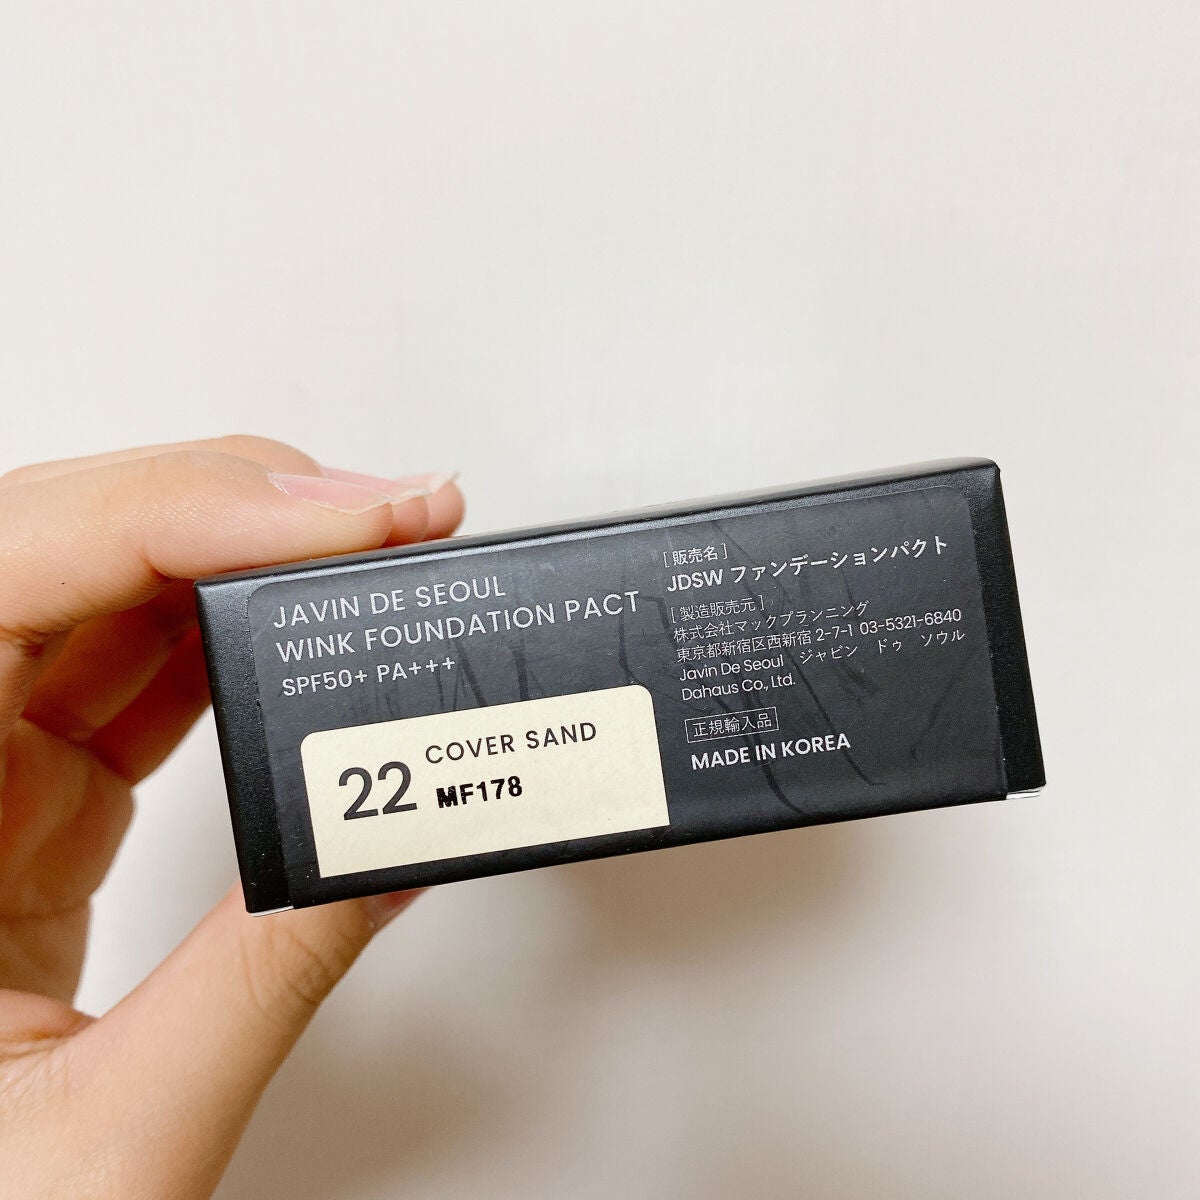 JAVIN DE SEOUL
WINK FOUNDATION PACT
SPF50+ PA+++
22
COVER SAND
MF178
[ 販売名 ]
JDSW ファンデーションパクト
[ 製造販売元 ]
株式会社マックプランニング
東京都新宿区西新宿 2-7-1 03-5321-6840
Javin De Seoul ジャビン ドゥ ソウル
Dahaus Co., Ltd.
正規輸入品
MADE IN KOREA